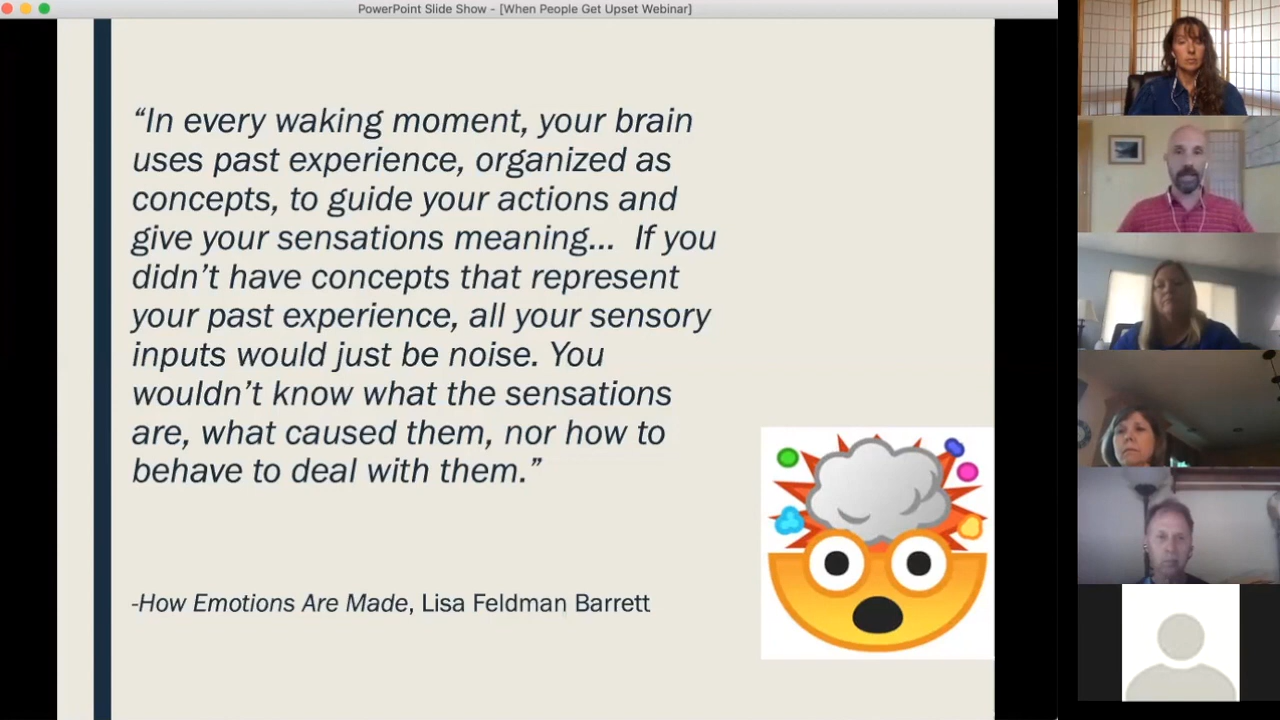 PowerPoint Slide Show - [When People Get Upset Webinar]
“In every waking moment, your brain
uses past experience, organized as
concepts, to guide your actions and
give your sensations meaning...  If you
didn’t have concepts that represent
your past experience, all your sensory
inputs would just be noise. You
wouldn’t know what the sensations
are, what caused them, nor how to
behave to deal with them.”
-How Emotions Are Made, Lisa Feldman Barrett